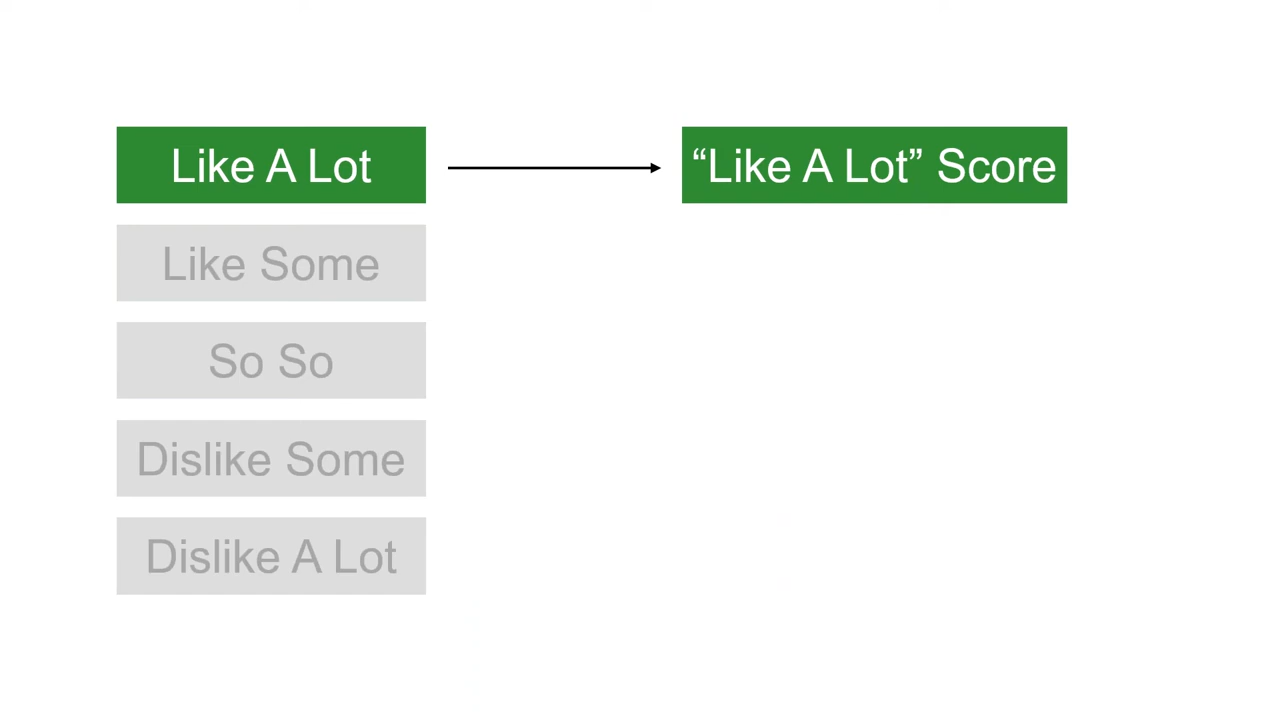 Like A Lot
“Like A Lot” Score
Like Some
So So
Dislike Some
Dislike A Lot